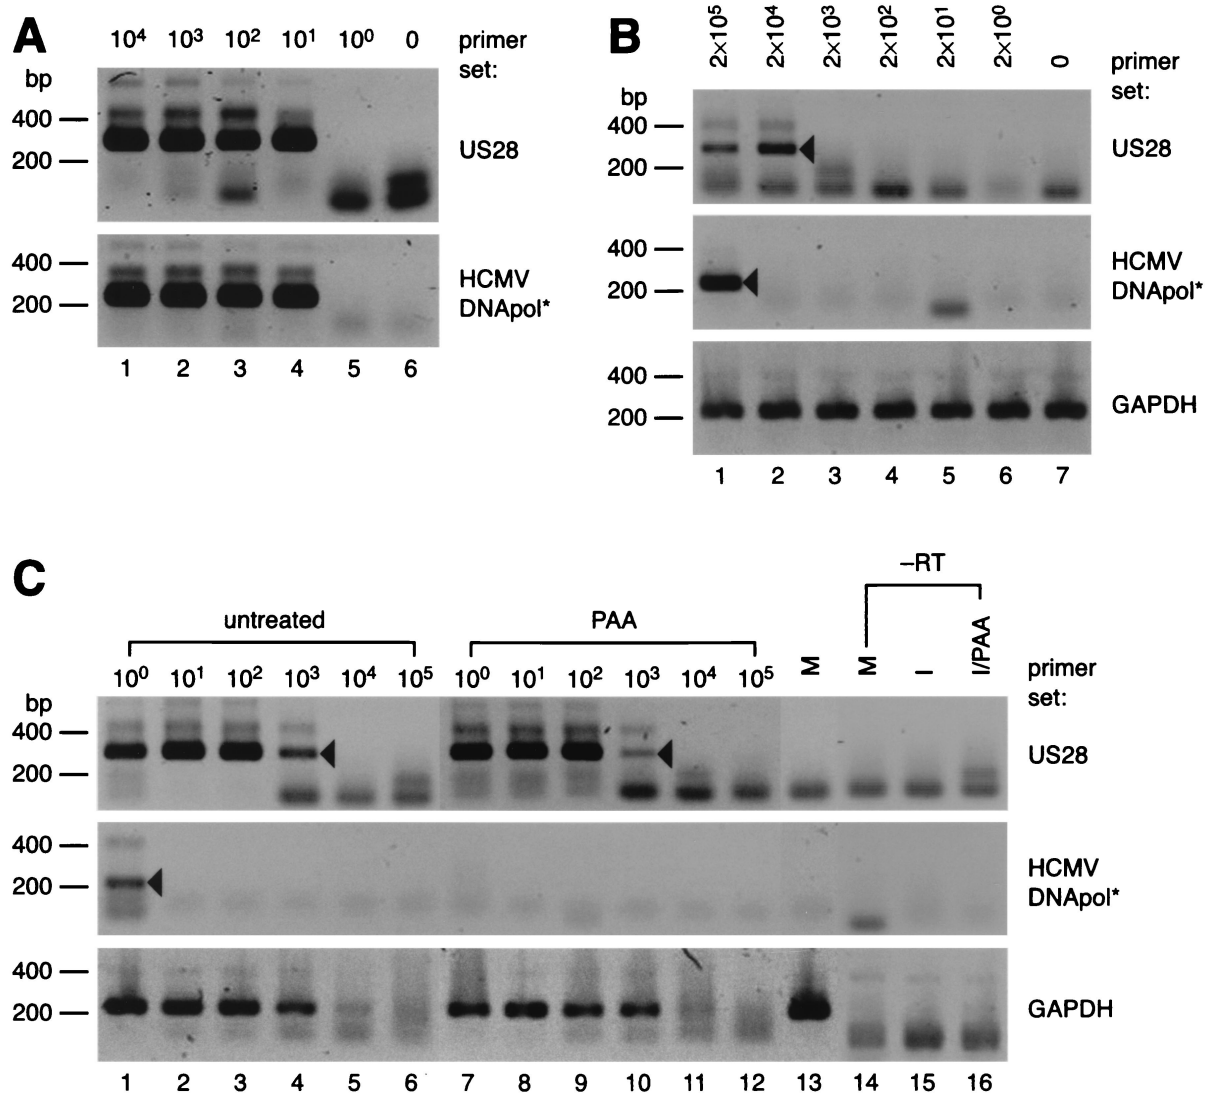 A
10⁴ 10³ 10² 10¹ 10⁰ 0 primer set:
bp
400
200
US28
400
200
HCMV DNApol*
1 2 3 4 5 6
B
2×10⁵ 2×10⁴ 2×10³ 2×10² 2×10¹ 2×10⁰ 0 primer set:
bp
400
200
US28
400
200
HCMV DNApol*
400
200
GAPDH
1 2 3 4 5 6 7
C
–RT
untreated PAA
10⁰ 10¹ 10² 10³ 10⁴ 10⁵ 10⁰ 10¹ 10² 10³ 10⁴ 10⁵ M M I I/PAA primer set:
bp
400
200
US28
400
200
HCMV DNApol*
400
200
GAPDH
1 2 3 4 5 6 7 8 9 10 11 12 13 14 15 16